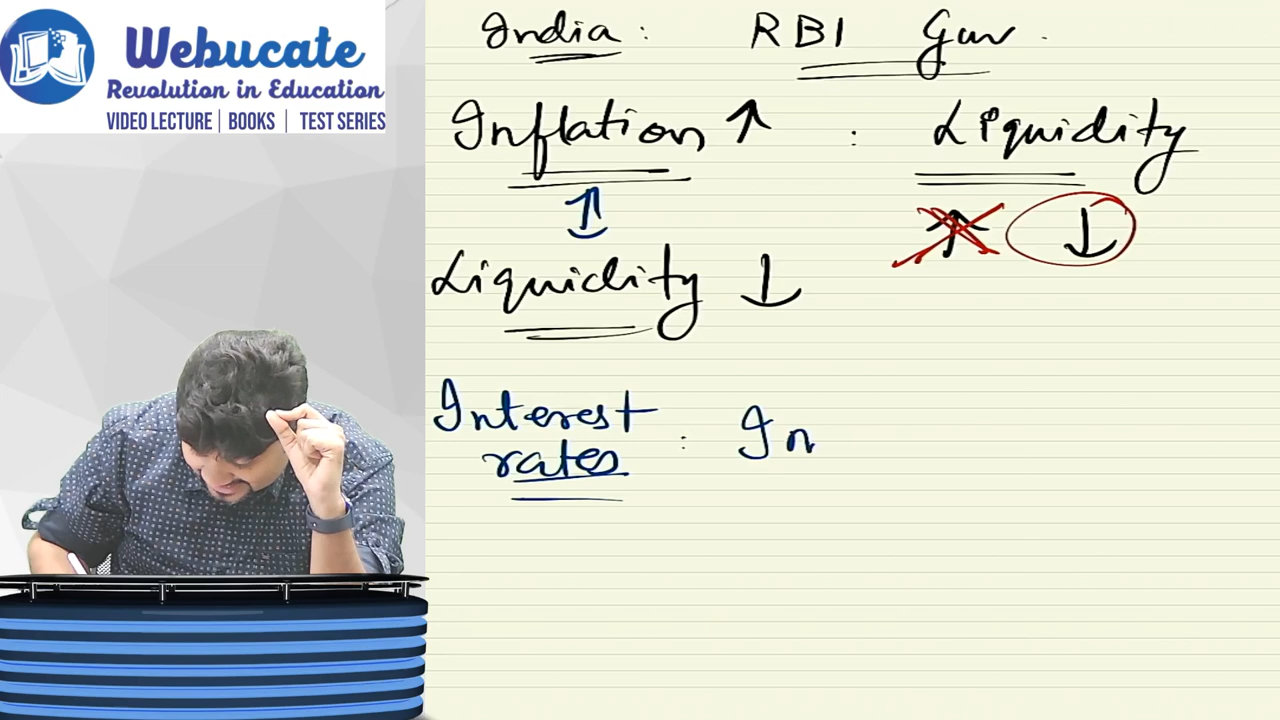 Webucate
Revolution in Education
VIDEO LECTURE | BOOKS | TEST SERIES
India : RBI Gov.
Inflation ↑ : Liquidity
↑ ↓
↑
Liquidity ↓
Interest
rates : In